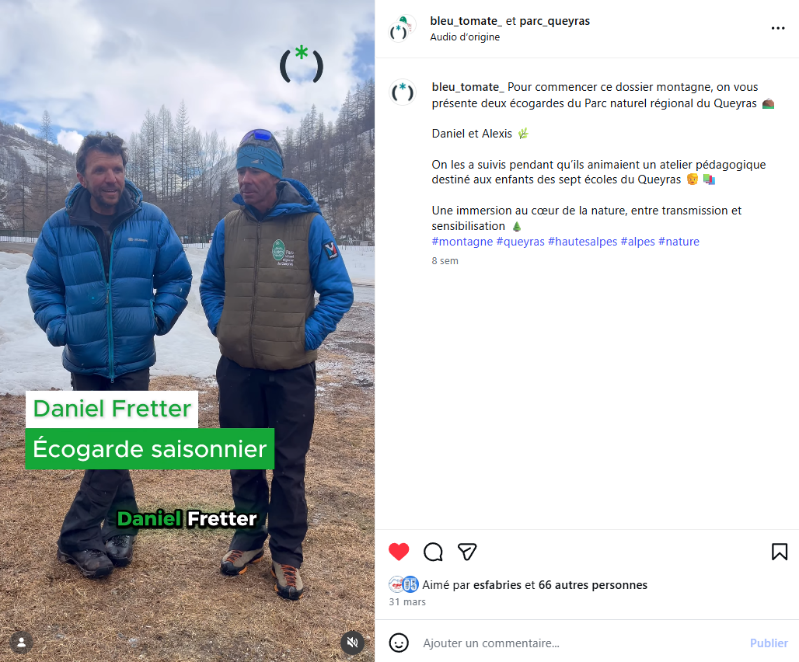 (*)
Daniel Fretter
Écogarde saisonnier
Daniel Fretter
bleu_tomate_ et parc_queyras
Audio d'origine
bleu_tomate_ Pour commencer ce dossier montagne, on vous
présente deux écogardes du Parc naturel régional du Queyras
Daniel et Alexis
On les a suivis pendant qu'ils animaient un atelier pédagogique
destiné aux enfants des sept écoles du Queyras
Une immersion au cœur de la nature, entre transmission et
sensibilisation
#montagne #queyras #hautesalpes #alpes #nature
8 sem
Aimé par esfabries et 66 autres personnes
31 mars
Ajouter un commentaire...
Publier